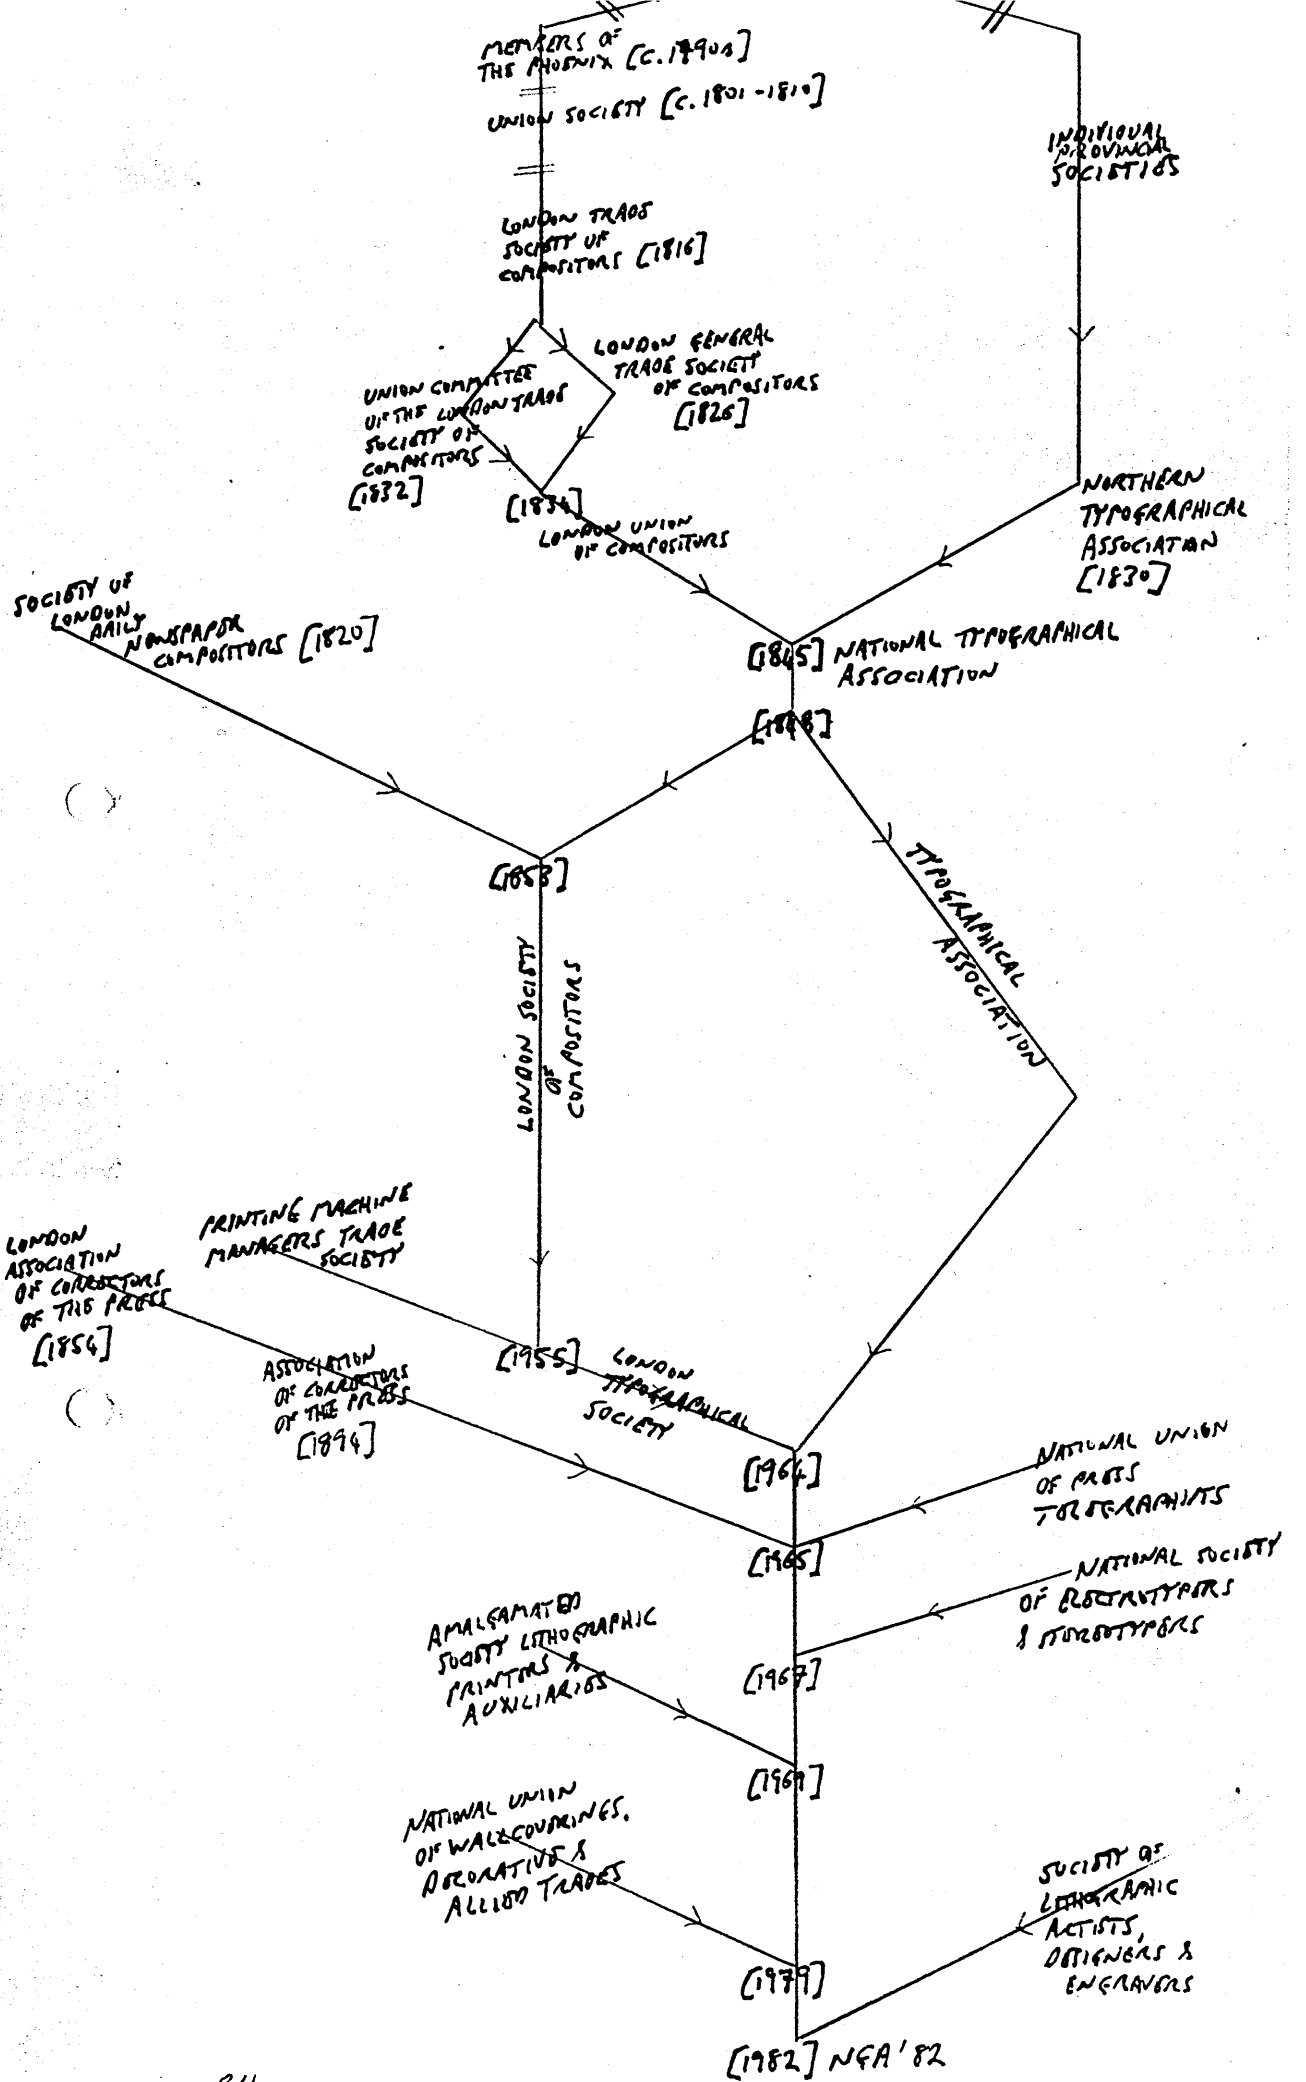 MEMBERS OF
THE PHOENIX [C. 1790s]
UNION SOCIETY [C. 1801-1810]
INDIVIDUAL
PROVINCIAL
SOCIETIES
LONDON TRADE
SOCIETY OF
COMPOSITORS [1816]
LONDON GENERAL
TRADE SOCIETY
OF COMPOSITORS
[1826]
UNION COMMITTEE
OF THE LONDON TRADE
SOCIETY OF
COMPOSITORS
[1832]
[1834]
LONDON UNION
OF COMPOSITORS
NORTHERN
TYPOGRAPHICAL
ASSOCIATION
[1830]
SOCIETY OF
LONDON
DAILY
NEWSPAPER
COMPOSITORS [1820]
[1845] NATIONAL TYPOGRAPHICAL
ASSOCIATION
[1848]
[1853]
TYPOGRAPHICAL
ASSOCIATION
LONDON SOCIETY
OF
COMPOSITORS
PRINTING MACHINE
MANAGERS TRADE
SOCIETY
LONDON
ASSOCIATION
OF CORRECTORS
OF THE PRESS
[1854]
[1955]
LONDON
TYPOGRAPHICAL
SOCIETY
ASSOCIATION
OF CORRECTORS
OF THE PRESS
[1894]
[1964]
NATIONAL UNION
OF PRESS
TELEGRAPHISTS
[1965]
NATIONAL SOCIETY
OF ELECTROTYPERS
& STEREOTYPERS
AMALGAMATED
SOCIETY LITHOGRAPHIC
PRINTERS &
AUXILIARIES
[1967]
[1969]
NATIONAL UNION
OF WALLCOVERINGS,
DECORATIVE &
ALLIED TRADES
SOCIETY OF
LITHOGRAPHIC
ARTISTS,
DESIGNERS &
ENGRAVERS
[1979]
[1982] NGA '82